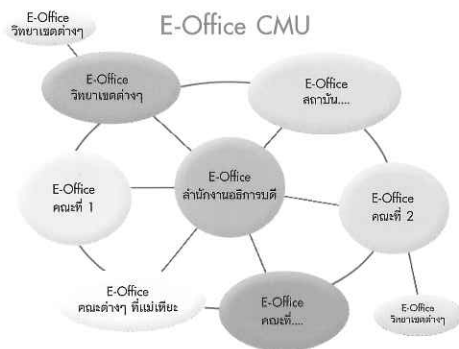 E-Office CMU
E-Office
วิทยาเขตต่างๆ
E-Office
วิทยาเขตต่างๆ
E-Office
สถาบัน....
E-Office
สำนักงานอธิการบดี
E-Office
คณะที่ 1
E-Office
คณะที่ 2
E-Office
คณะต่างๆ ที่แม่เหียะ
E-Office
คณะที่....
E-Office
วิทยาเขตต่างๆ